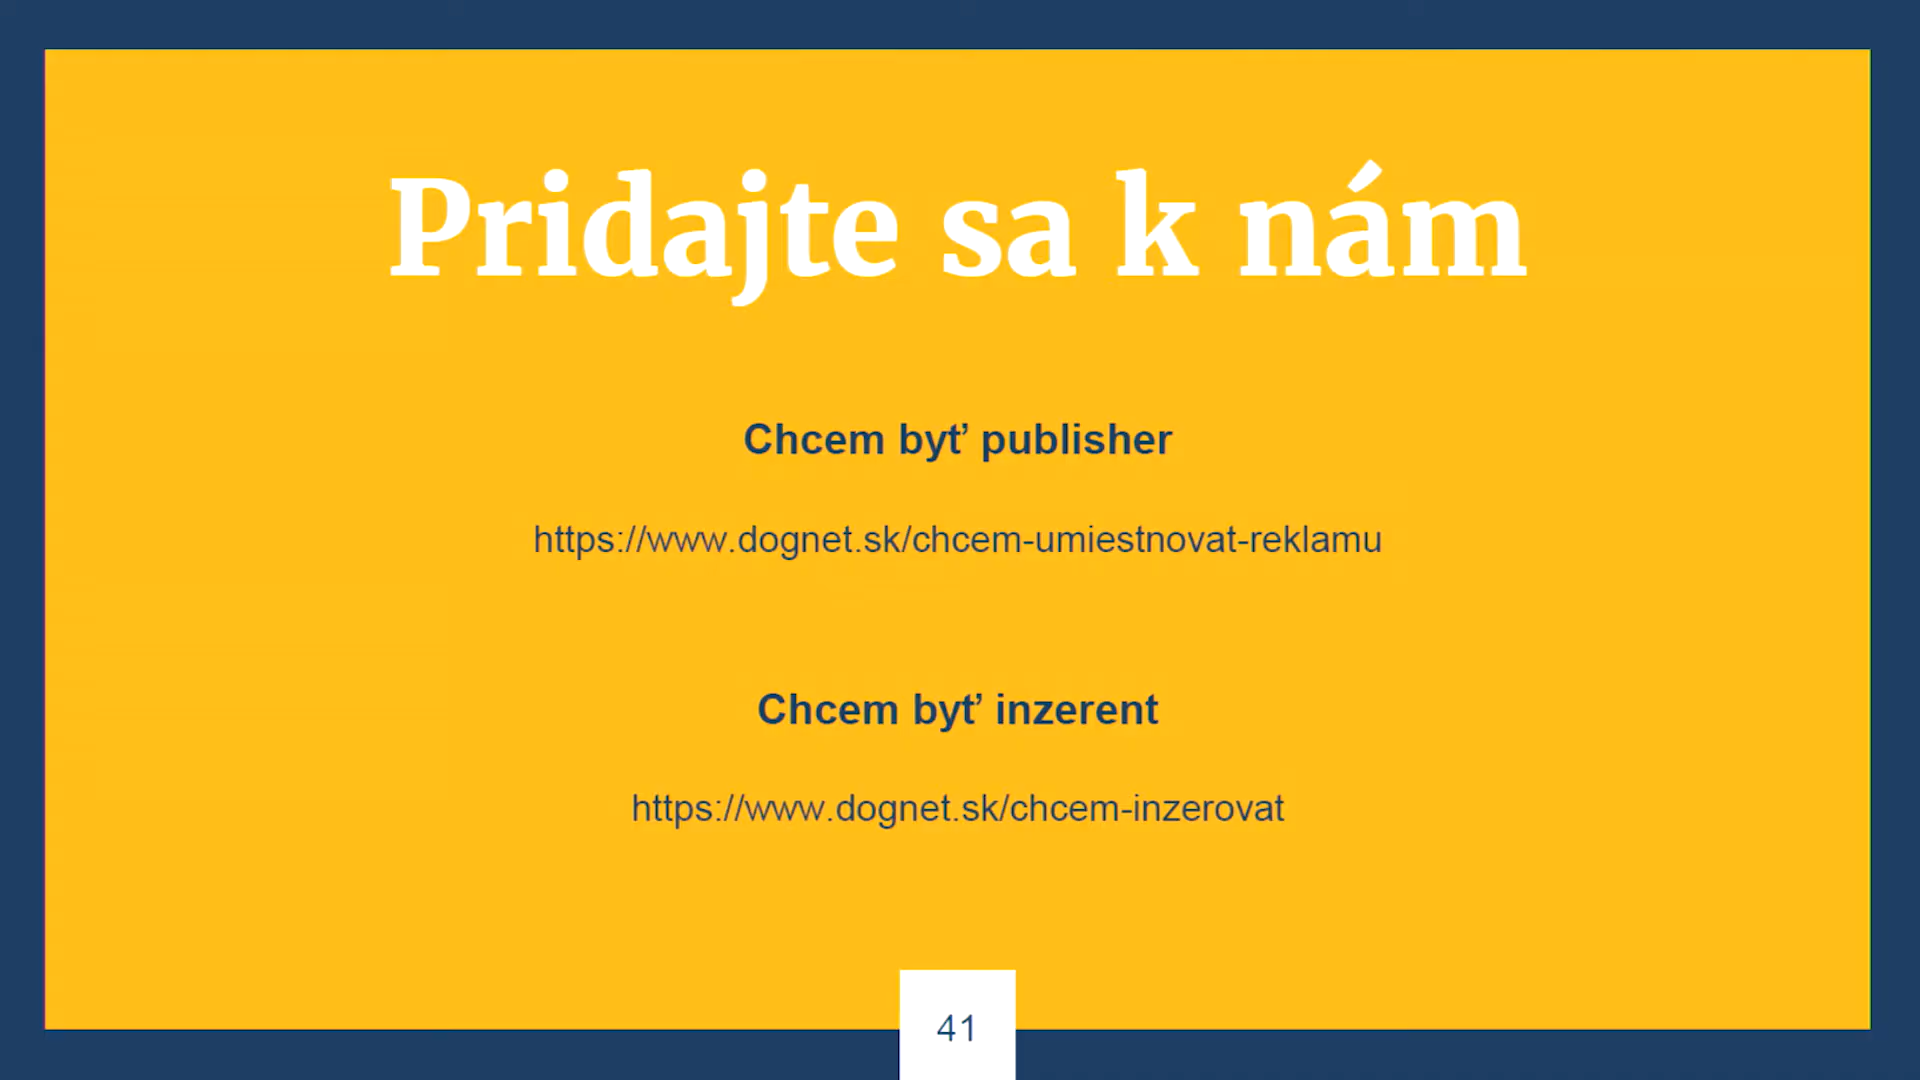 Pridajte sa k nám
Chcem byť publisher
https://www.dognet.sk/chcem-umiestnovat-reklamu
Chcem byť inzerent
https://www.dognet.sk/chcem-inzerovat
41